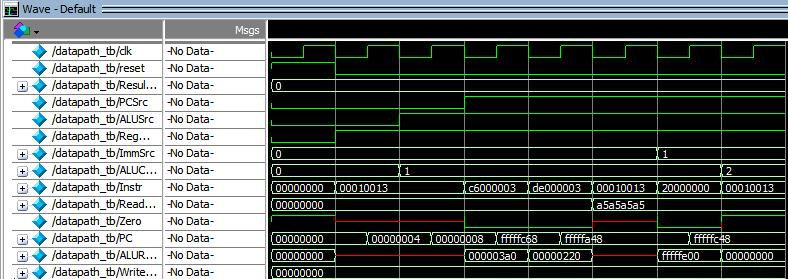 Wave - Default
Msgs
/datapath_tb/clk -No Data-
/datapath_tb/reset -No Data-
/datapath_tb/Resul... -No Data- 0
/datapath_tb/PCSrc -No Data-
/datapath_tb/ALUSrc -No Data-
/datapath_tb/Reg... -No Data-
/datapath_tb/ImmSrc -No Data- 0 1
/datapath_tb/ALUC... -No Data- 0 1 2
/datapath_tb/Instr -No Data- 00000000 00010013 c6000003 de000003 00010013 20000000 00010013
/datapath_tb/Read... -No Data- 00000000 a5a5a5a5
/datapath_tb/Zero -No Data-
/datapath_tb/PC -No Data- 00000000 00000004 00000008 fffffc68 fffffa48 fffffc48
/datapath_tb/ALUR... -No Data- 00000000 000003a0 00000220 fffffe00 00000000
/datapath_tb/Write... -No Data- 00000000